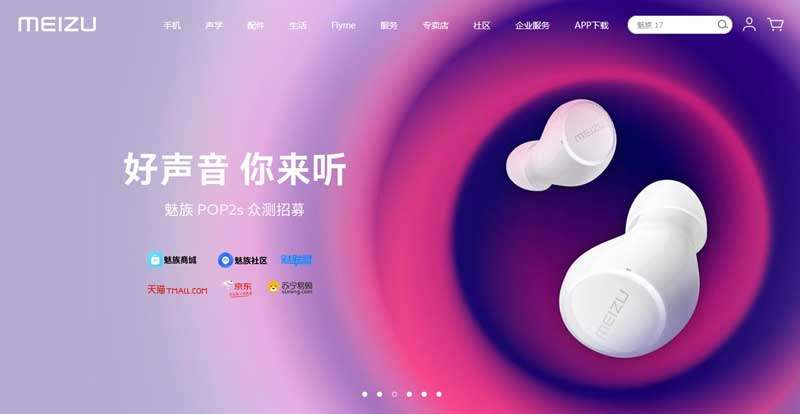 MEIZU 手机 声学 配件 生活 Flyme 服务 专卖店 社区 企业服务 APP下载 魅族 17
MEIZU
好声音 你来听
魅族 POP2s 众测招募
魅族商城 魅族社区 魅联盟
天猫 TMALL.COM 京东 苏宁易购
suning.com
MEIZU